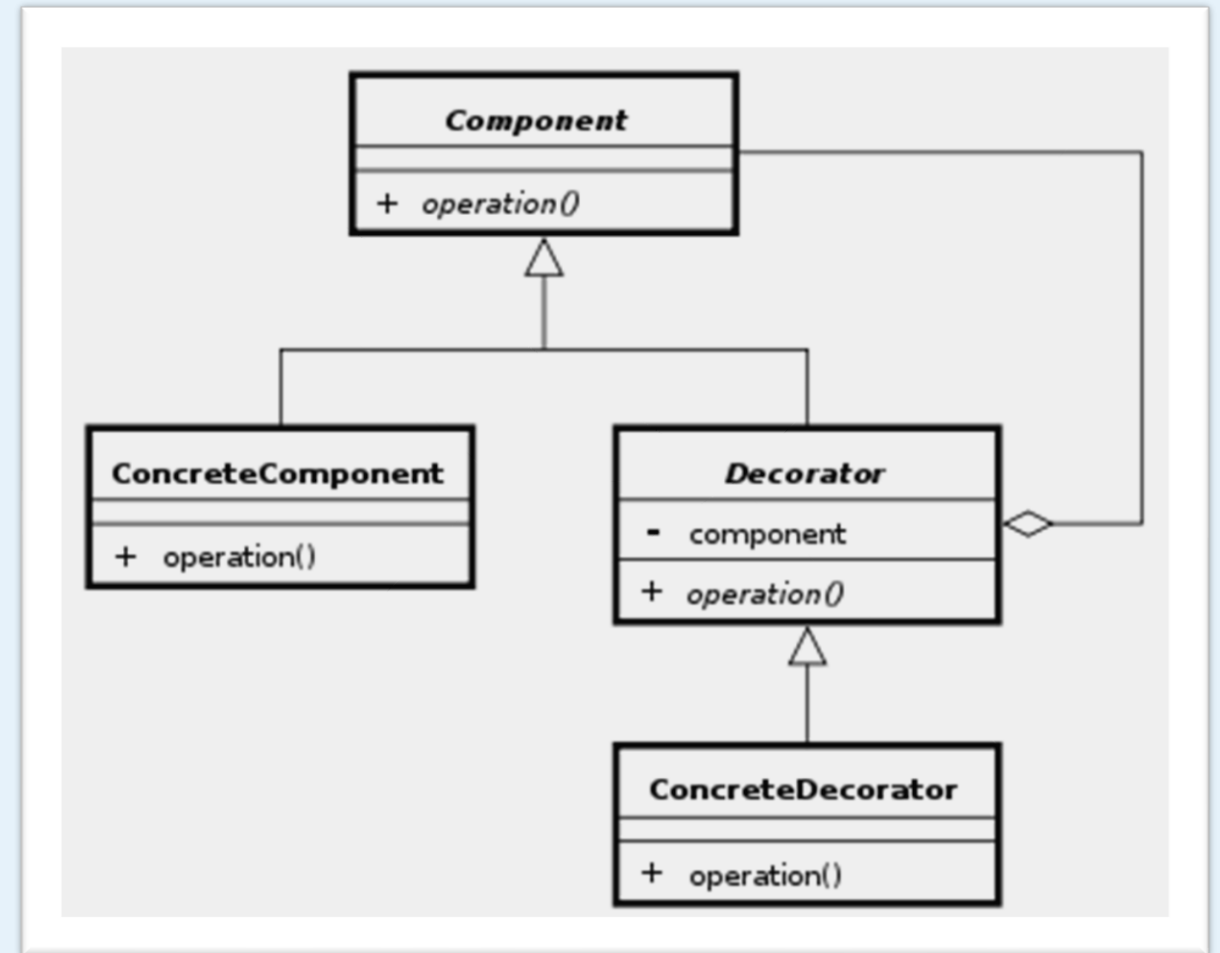 Component
+ operation()
ConcreteComponent
+ operation()
Decorator
- component
+ operation()
ConcreteDecorator
+ operation()